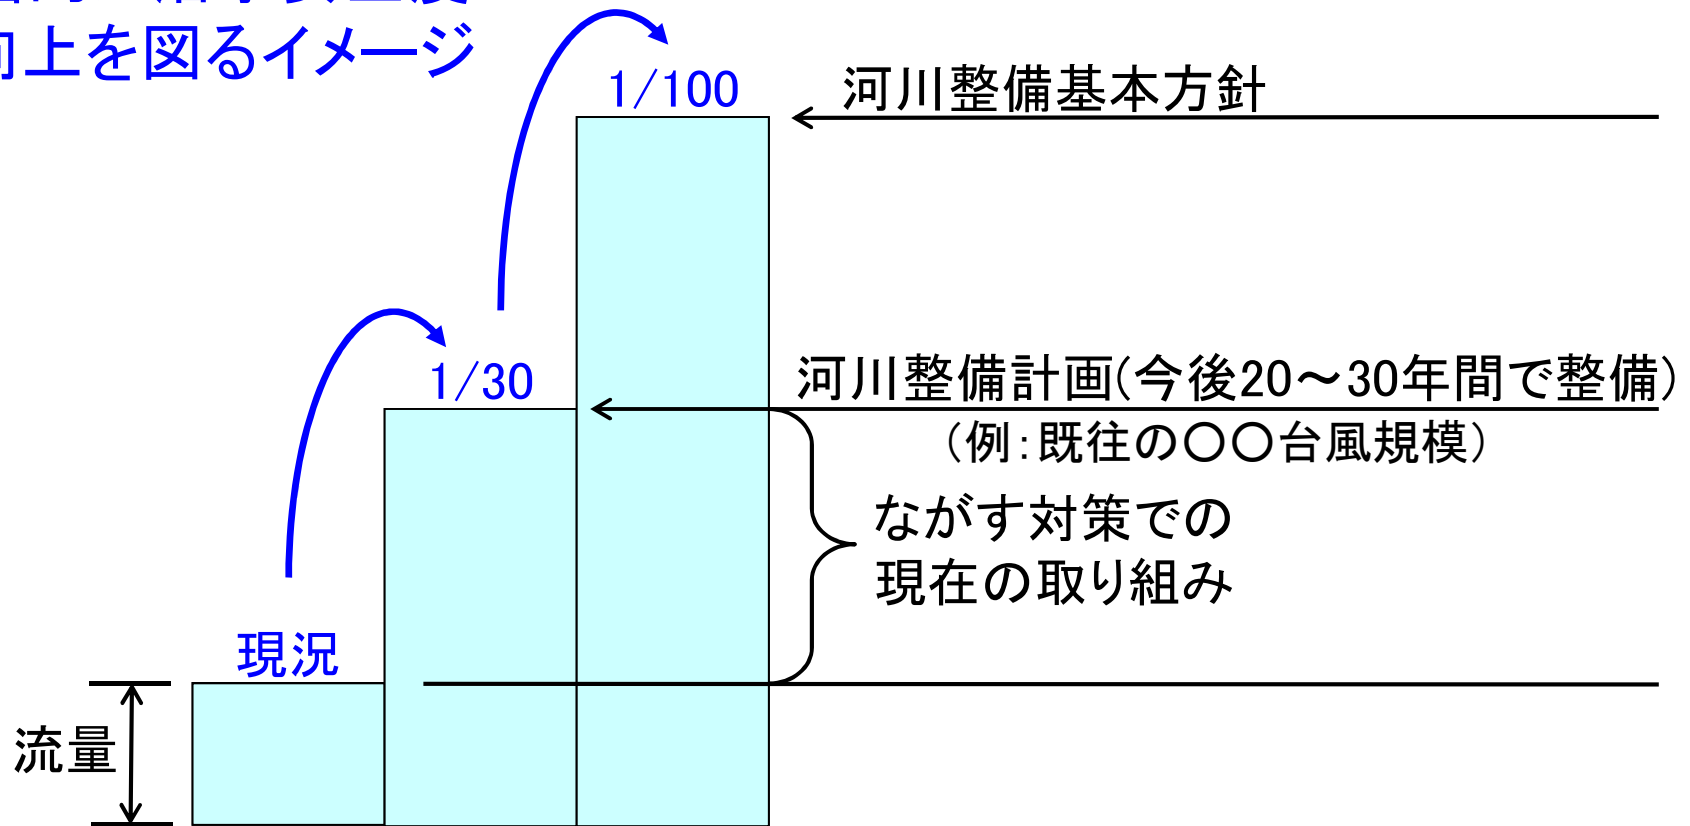 向上を図るイメージ
1/100
河川整備基本方針
1/30
河川整備計画(今後20～30年間で整備)
(例:既往の〇〇台風規模)
ながす対策での
現在の取り組み
現況
流量